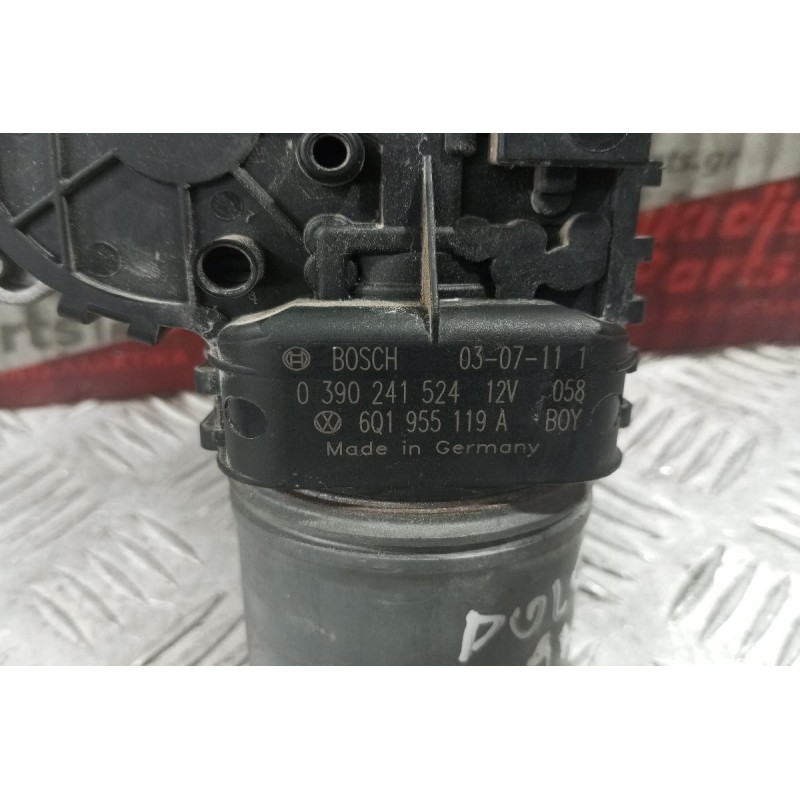 BOSCH 03-07-11 1
0 390 241 524 12V 058
6Q1 955 119 A BOY
Made in Germany